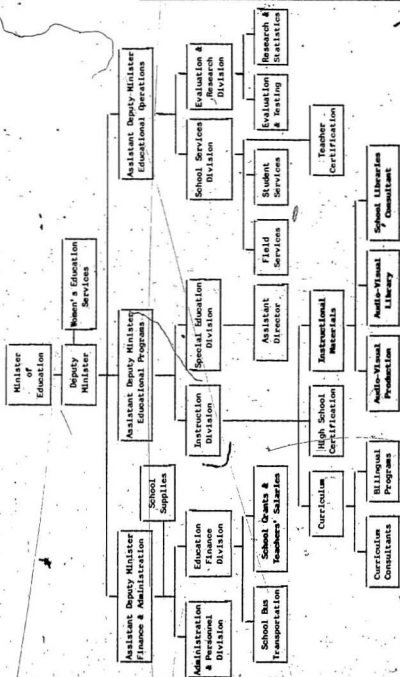 Minister
of
Education
Deputy
Minister
Women's Education
Services
Assistant Deputy Minister
Finance & Administration
Assistant Deputy Minister
Educational Programs
Assistant Deputy Minister
Educational Operations
School
Supplies
Administration
& Personnel
Division
Education
Finance
Division
Instruction
Division
Special Education
Division
School Services
Division
Evaluation &
Research
Division
School Bus
Transportation
School Grants &
Teachers' Salaries
Assistant
Director
Field
Services
Student
Services
Evaluation
& Testing
Research &
Statistics
Curriculum
High School
Certification
Instructional
Materials
Teacher
Certification
Curriculum
Consultants
Bilingual
Programs
Audio-Visual
Production
Audio-Visual
Library
School Libraries
Consultant